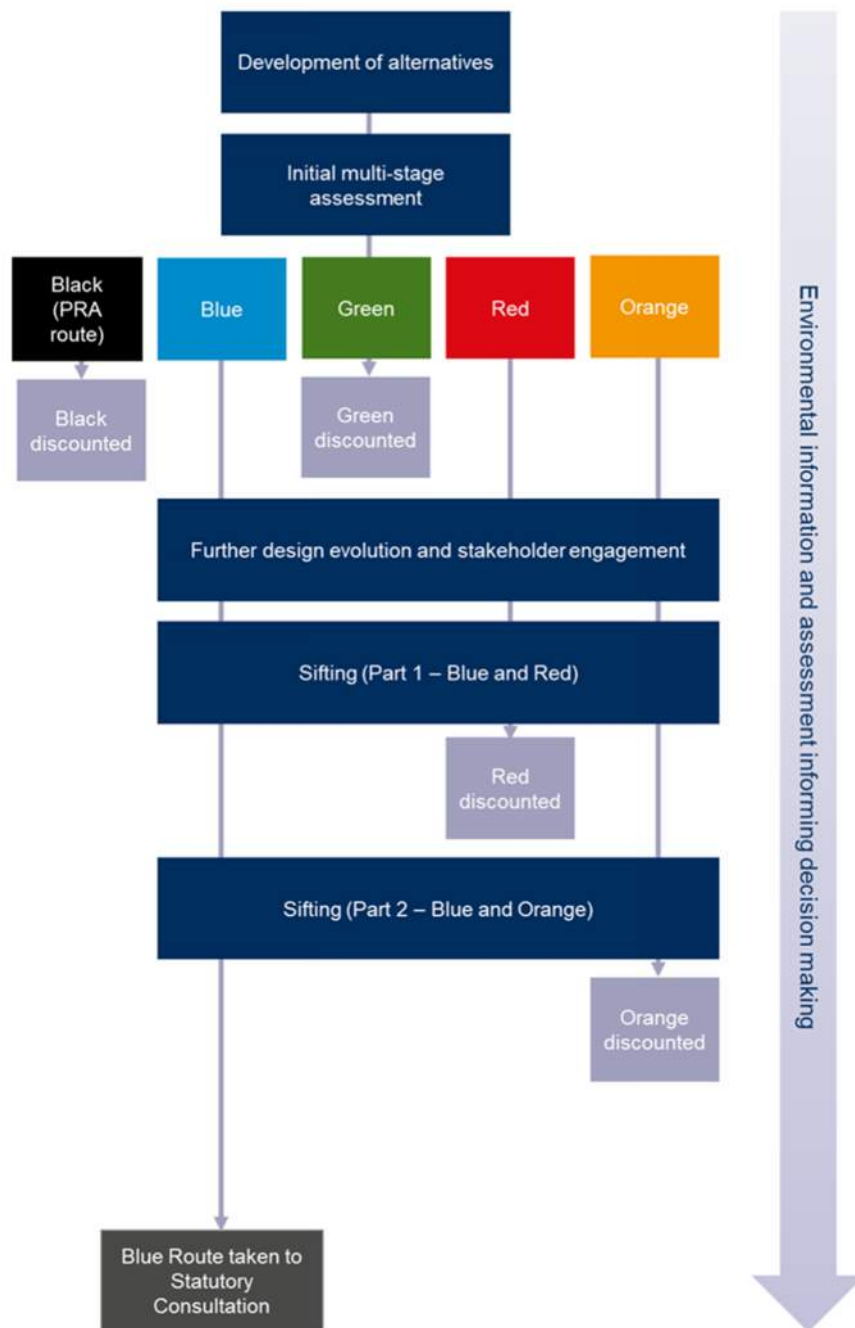 Development of alternatives
Initial multi-stage
assessment
Black
(PRA
route)
Blue
Green
Red
Orange
Black
discounted
Green
discounted
Further design evolution and stakeholder engagement
Sifting (Part 1 – Blue and Red)
Red
discounted
Sifting (Part 2 – Blue and Orange)
Orange
discounted
Blue Route taken to
Statutory
Consultation
Environmental information and assessment informing decision making